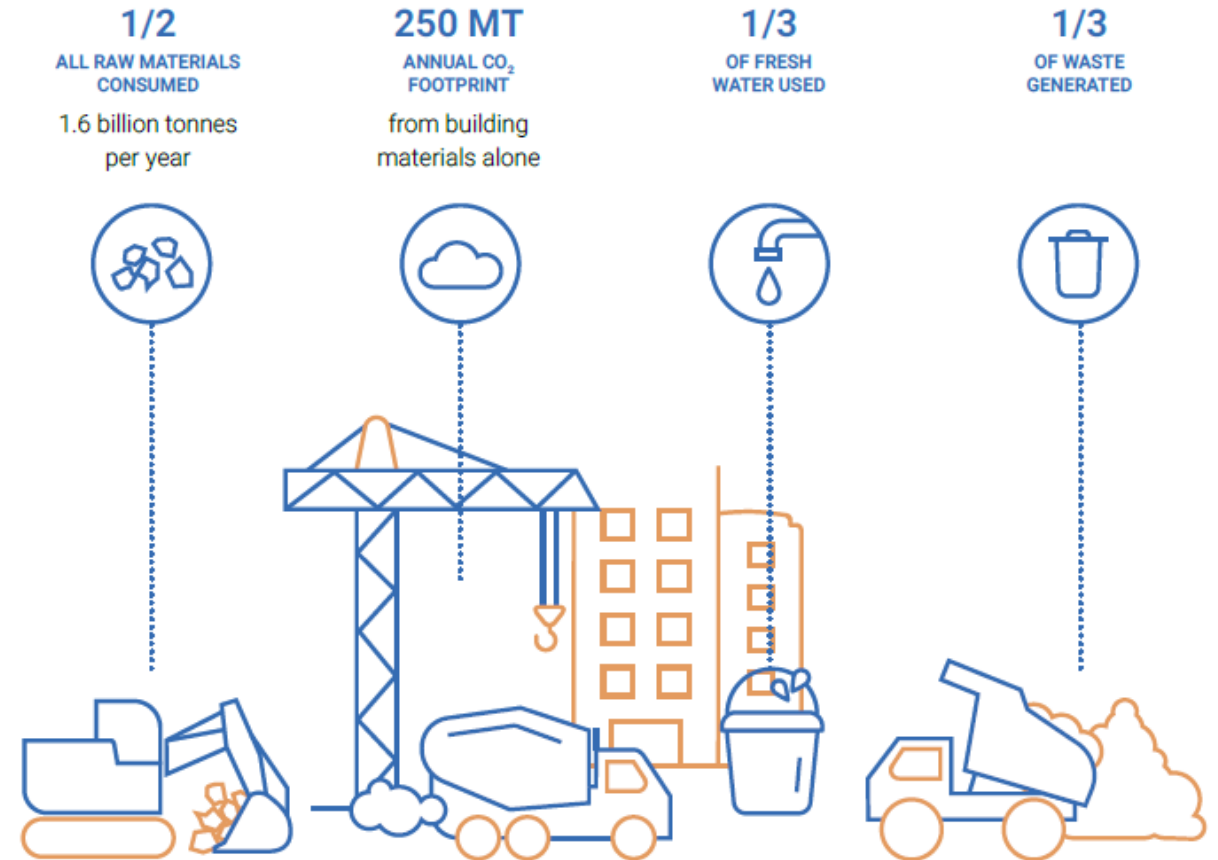 1/2
ALL RAW MATERIALS
CONSUMED
1.6 billion tonnes
per year
250 MT
ANNUAL CO₂
FOOTPRINT
from building
materials alone
1/3
OF FRESH
WATER USED
1/3
OF WASTE
GENERATED